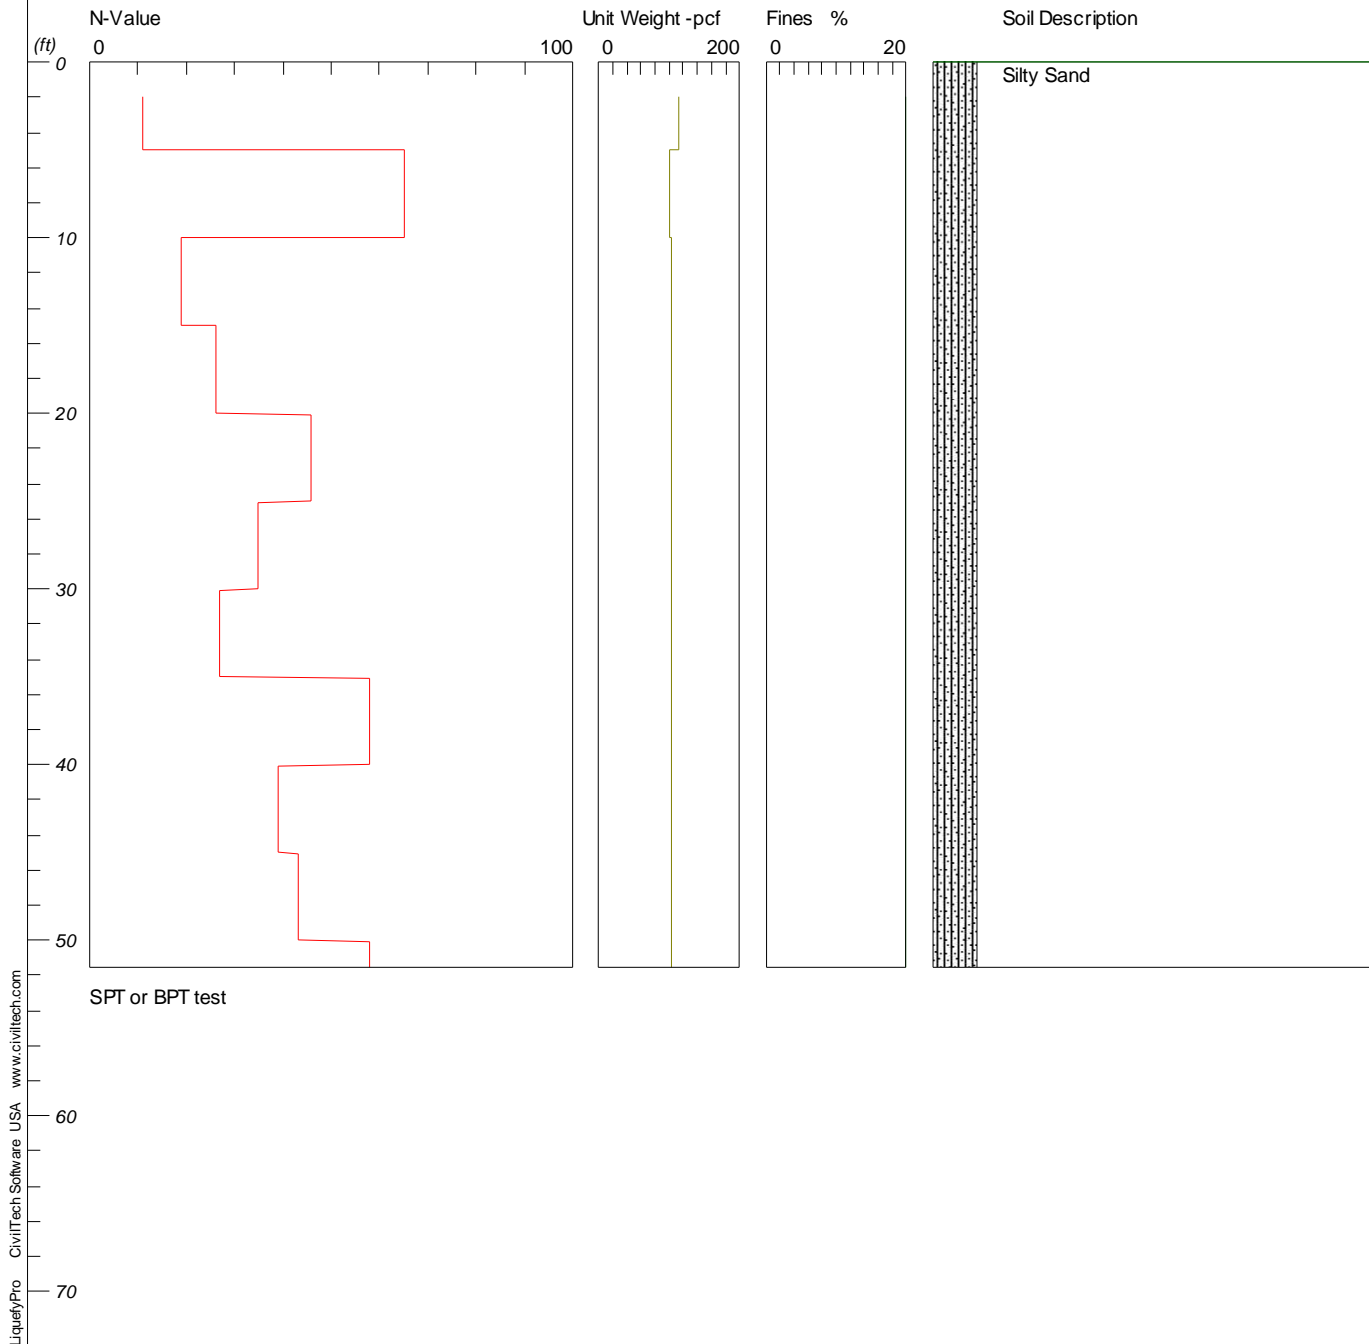 N-Value Unit Weight - pcf Fines % Soil Description
(ft) 0 100 0 200 0 20
0
Silty Sand
10
20
30
40
50
SPT or BPT test
60
70
LiquefyPro CivilTech Software USA www.civiltech.com